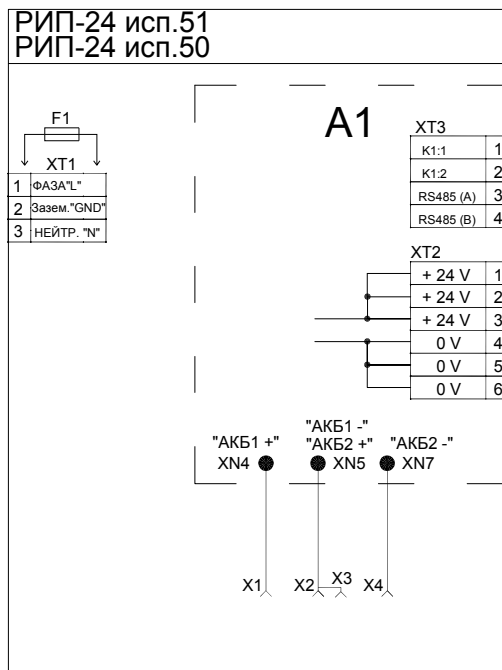 РИП-24 исп.51
РИП-24 исп.50
F1
XT1
1 ФАЗА"L"
2 Зазем."GND"
3 НЕЙТР. "N"
A1
XT3
K1:1 1
K1:2 2
RS485 (A) 3
RS485 (B) 4
XT2
+ 24 V 1
+ 24 V 2
+ 24 V 3
0 V 4
0 V 5
0 V 6
"АКБ1 +"
XN4
"АКБ1 -"
"АКБ2 +"
XN5
"АКБ2 -"
XN7
X1
X2
X3
X4